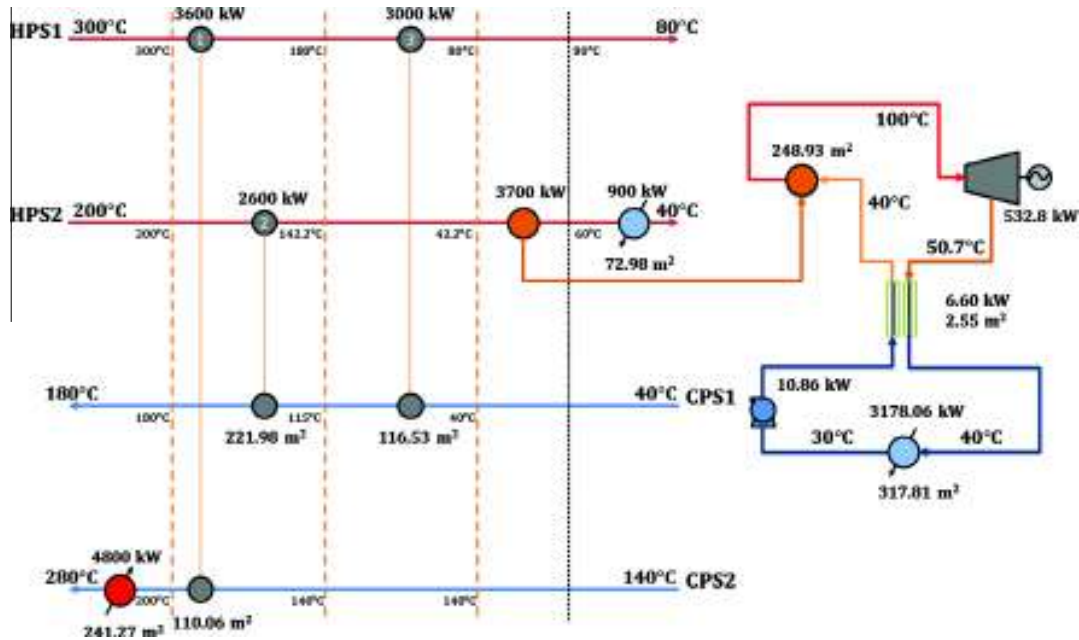 3600 kW
3000 kW
HPS1 300°C
80°C
1
3
300°C
180°C
80°C
90°C
100°C
248.93 m²
2600 kW
3700 kW
900 kW
HPS2 200°C
40°C
2
200°C
142.2°C
42.2°C
60°C
72.98 m²
40°C
532.8 kW
50.7°C
6.60 kW
2.55 m²
180°C
40°C CPS1
180°C
115°C
40°C
221.98 m²
116.53 m²
10.86 kW
3178.06 kW
30°C
40°C
317.81 m²
4800 kW
280°C
140°C CPS2
200°C
140°C
140°C
241.27 m²
110.06 m²